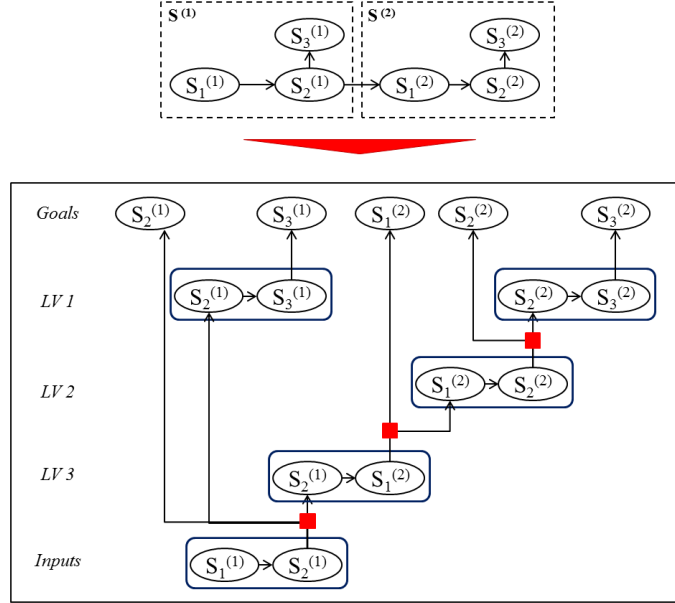 S⁽¹⁾ S⁽²⁾
S₃⁽¹⁾ S₃⁽²⁾
S₁⁽¹⁾ S₂⁽¹⁾ S₁⁽²⁾ S₂⁽²⁾
Goals S₂⁽¹⁾ S₃⁽¹⁾ S₁⁽²⁾ S₂⁽²⁾ S₃⁽²⁾
LV 1 S₂⁽¹⁾ S₃⁽¹⁾ S₂⁽²⁾ S₃⁽²⁾
LV 2 S₁⁽²⁾ S₂⁽²⁾
LV 3 S₂⁽¹⁾ S₁⁽²⁾
Inputs S₁⁽¹⁾ S₂⁽¹⁾